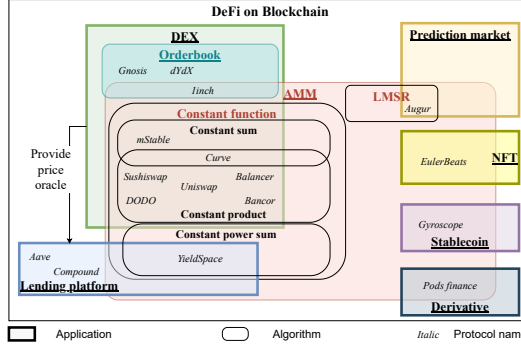 DeFi on Blockchain
DEX
Orderbook
Gnosis dYdX
1inch
Prediction market
AMM
LMSR
Augur
Constant function
Constant sum
mStable
Curve
Sushiswap Balancer
Uniswap
DODO Bancor
Constant product
Constant power sum
YieldSpace
Provide
price
oracle
Aave
Compound
Lending platform
EulerBeats NFT
Gyroscope
Stablecoin
Pods finance
Derivative
Application Algorithm Italic Protocol nam